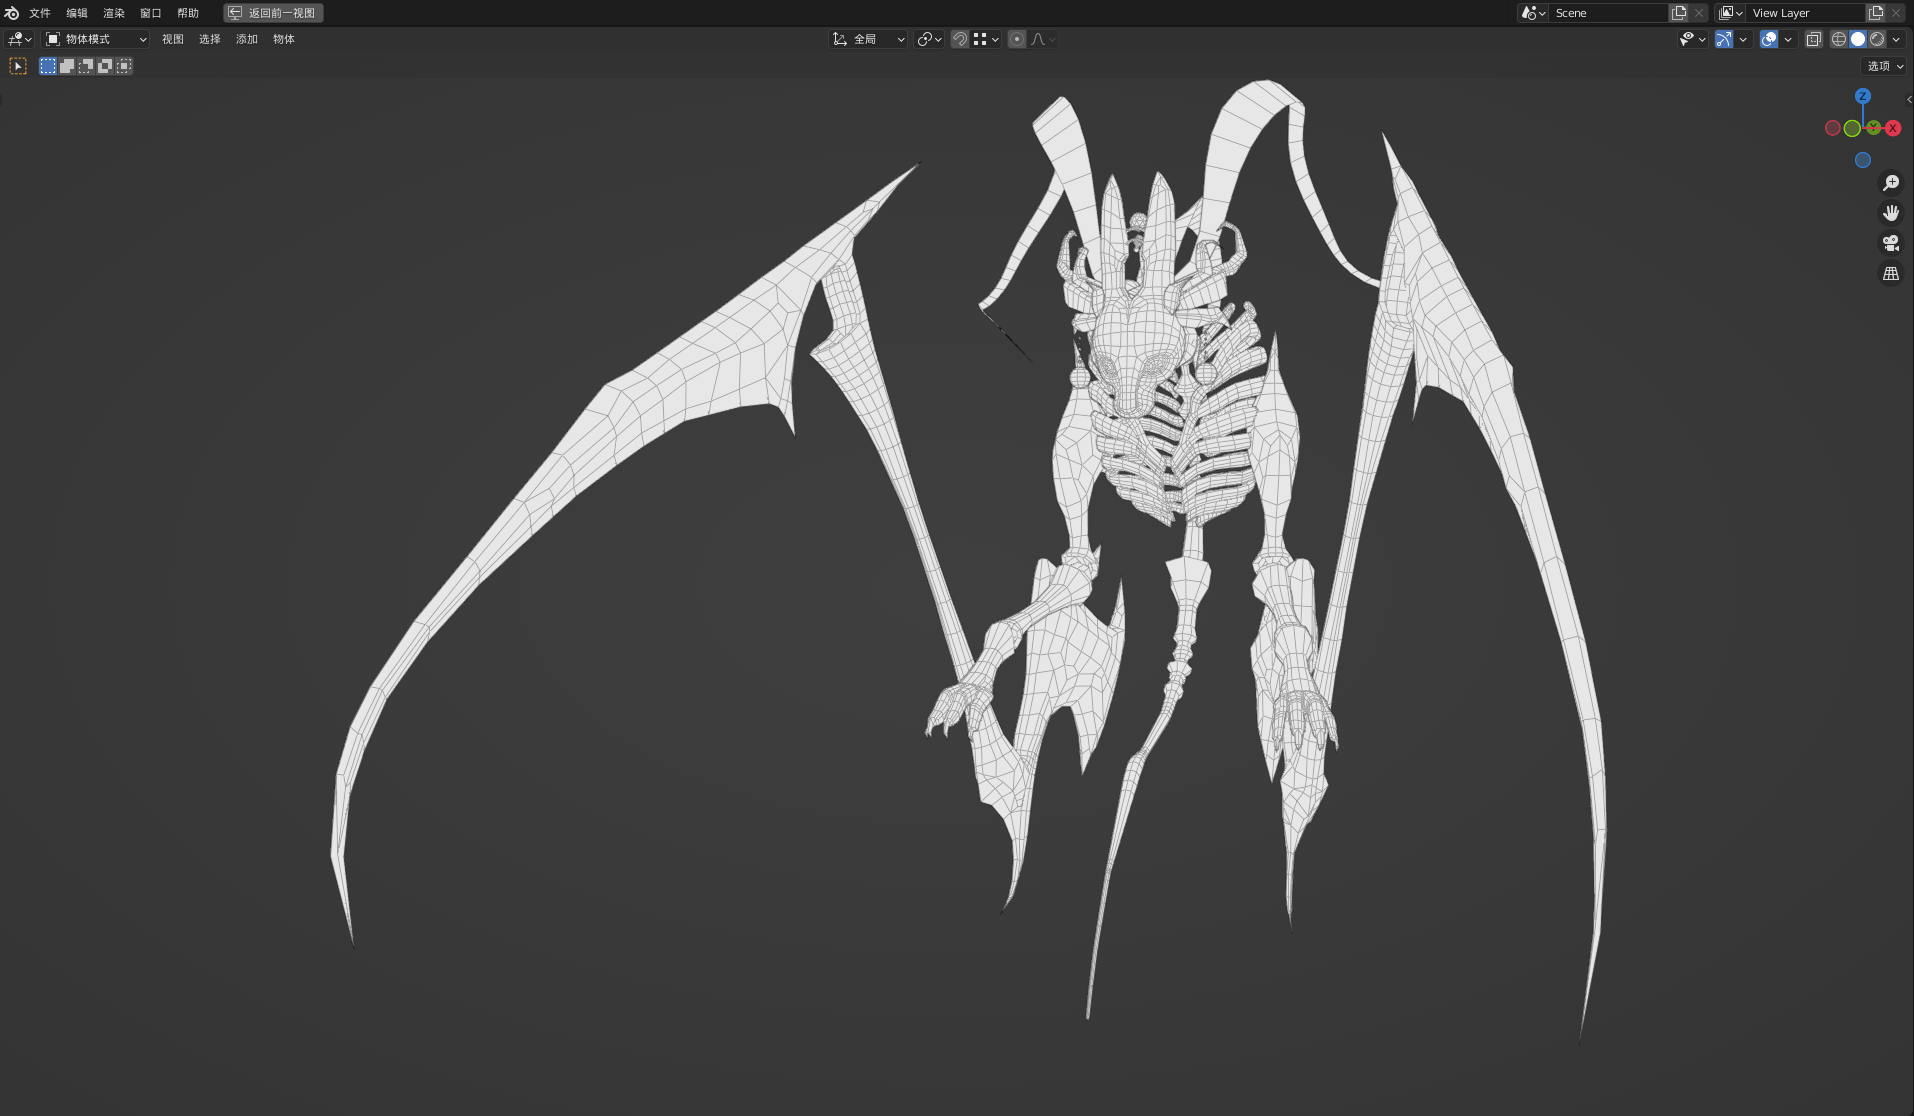 文件 编辑 渲染 窗口 帮助 返回前一视图 Scene View Layer
物体模式 视图 选择 添加 物体 全局
选项
Z
Y X